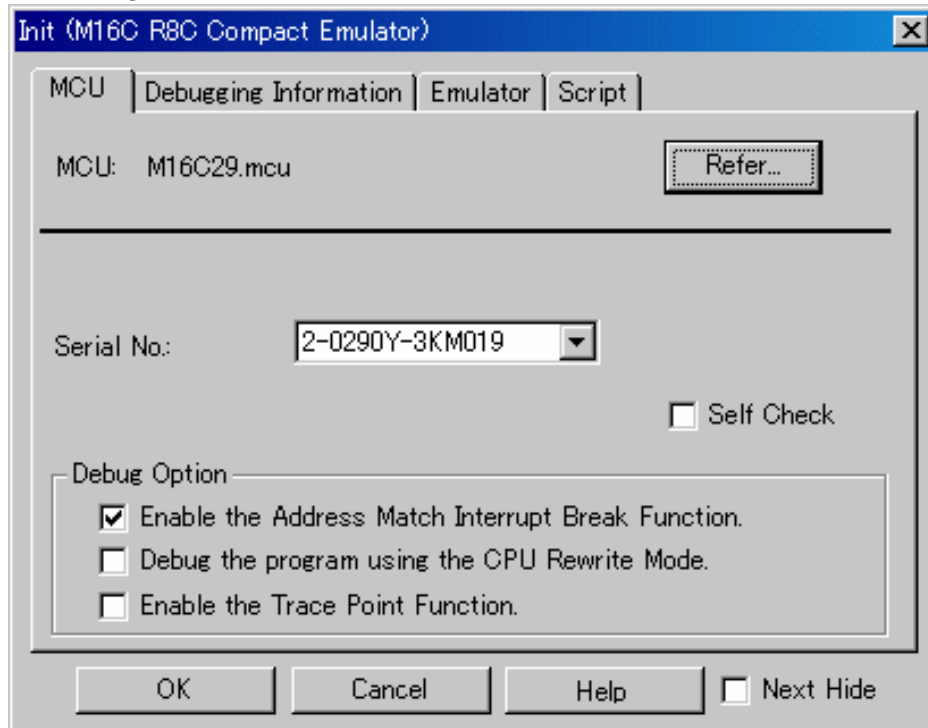 Init (M16C R8C Compact Emulator)
MCU Debugging Information Emulator Script
MCU: M16C29.mcu Refer...
Serial No.: 2-0290Y-3KM019
Self Check
Debug Option
Enable the Address Match Interrupt Break Function.
Debug the program using the CPU Rewrite Mode.
Enable the Trace Point Function.
OK Cancel Help Next Hide